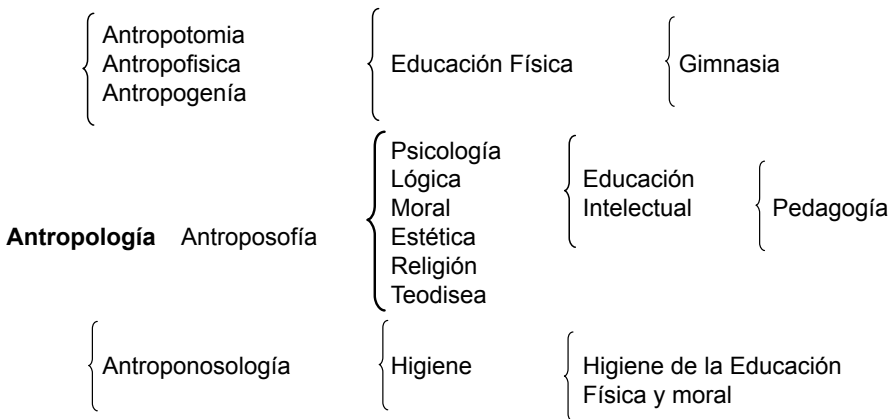 Antropotomia
Antropofisica
Antropogenía
Educación Física
Gimnasia
Antropología Antroposofía
Psicología
Lógica
Moral
Estética
Religión
Teodisea
Educación
Intelectual
Pedagogía
Antroponosología
Higiene
Higiene de la Educación
Física y moral